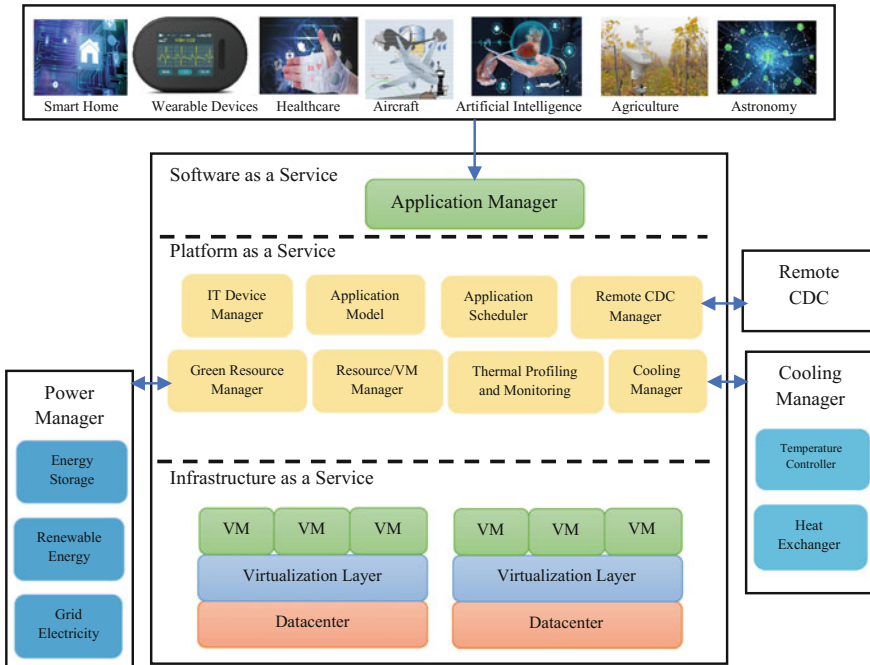 Smart Home Wearable Devices Healthcare Aircraft Artificial Intelligence Agriculture Astronomy
Software as a Service
Application Manager
Platform as a Service
IT Device
Manager
Application
Model
Application
Scheduler
Remote CDC
Manager
Remote
CDC
Green Resource
Manager
Resource/VM
Manager
Thermal Profiling
and Monitoring
Cooling
Manager
Power
Manager
Energy
Storage
Renewable
Energy
Grid
Electricity
Cooling
Manager
Temperature
Controller
Heat
Exchanger
Infrastructure as a Service
VM VM VM
Virtualization Layer
Datacenter
VM VM VM
Virtualization Layer
Datacenter